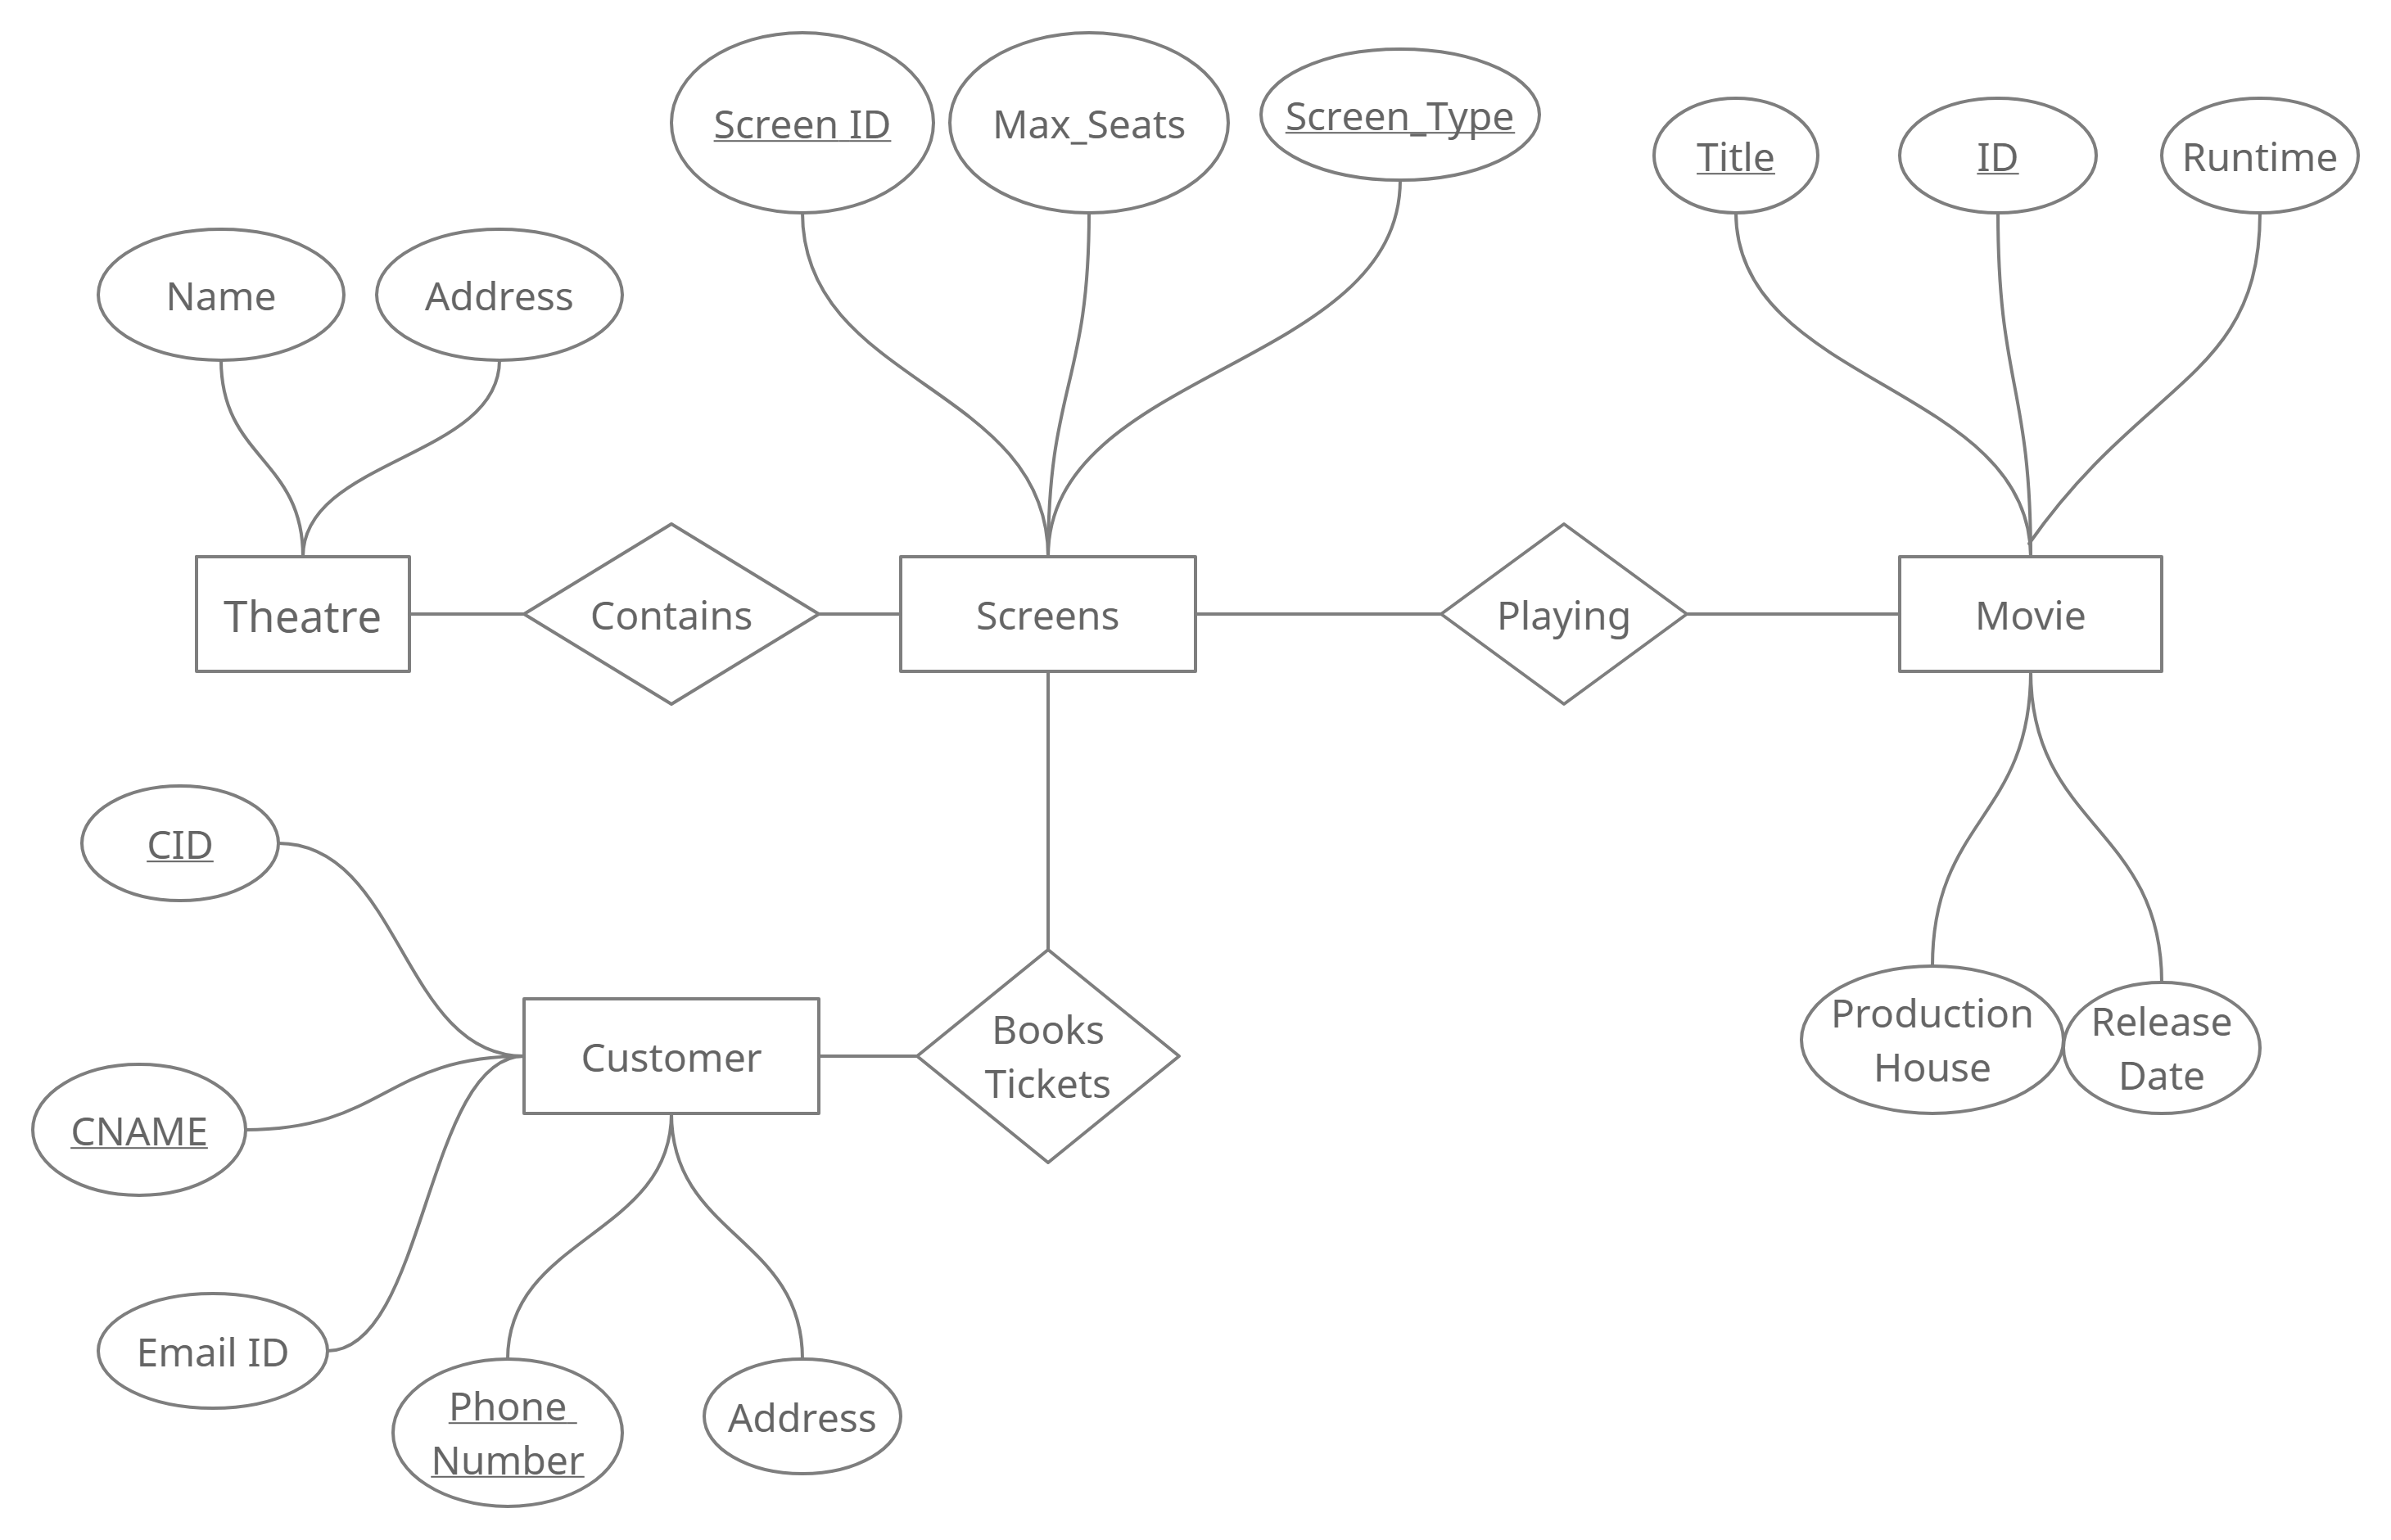 Screen ID
Max_Seats
Screen_Type
Title
ID
Runtime
Name
Address
Theatre
Contains
Screens
Playing
Movie
CID
CNAME
Email ID
Customer
Books
Tickets
Production
House
Release
Date
Phone
Number
Address